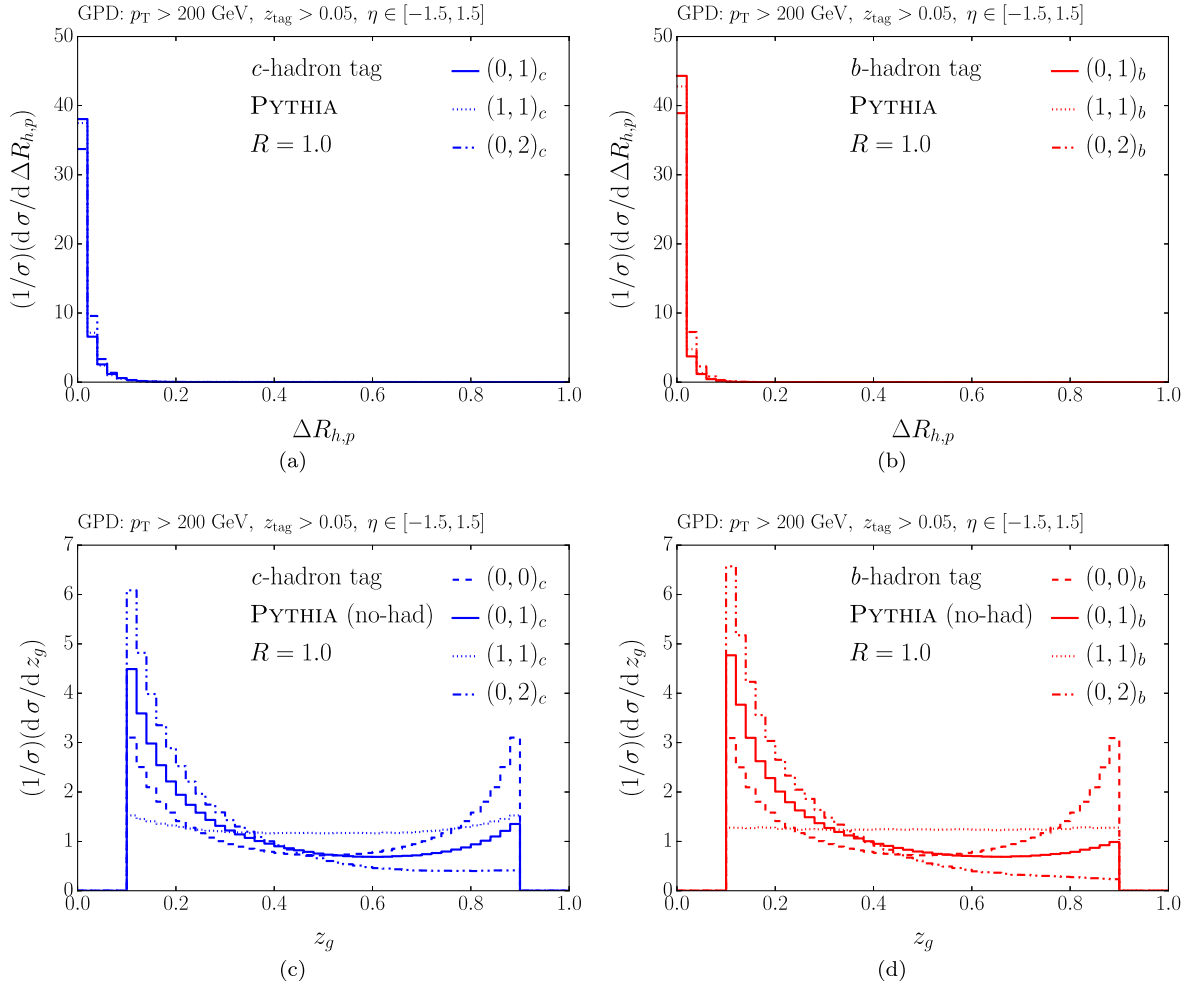 GPD: p_T > 200 GeV, z_tag > 0.05, η ∈ [−1.5, 1.5]
50
40
30
20
10
0
(1/σ)(d σ/d ΔR_{h,p})
c-hadron tag
PYTHIA
R = 1.0
(0, 1)_c
(1, 1)_c
(0, 2)_c
0.0 0.2 0.4 0.6 0.8 1.0
ΔR_{h,p}
(a)
GPD: p_T > 200 GeV, z_tag > 0.05, η ∈ [−1.5, 1.5]
50
40
30
20
10
0
(1/σ)(d σ/d ΔR_{h,p})
b-hadron tag
PYTHIA
R = 1.0
(0, 1)_b
(1, 1)_b
(0, 2)_b
0.0 0.2 0.4 0.6 0.8 1.0
ΔR_{h,p}
(b)
GPD: p_T > 200 GeV, z_tag > 0.05, η ∈ [−1.5, 1.5]
7
6
5
4
3
2
1
0
(1/σ)(d σ/d z_g)
c-hadron tag
PYTHIA (no-had)
R = 1.0
(0, 0)_c
(0, 1)_c
(1, 1)_c
(0, 2)_c
0.0 0.2 0.4 0.6 0.8 1.0
z_g
(c)
GPD: p_T > 200 GeV, z_tag > 0.05, η ∈ [−1.5, 1.5]
7
6
5
4
3
2
1
0
(1/σ)(d σ/d z_g)
b-hadron tag
PYTHIA (no-had)
R = 1.0
(0, 0)_b
(0, 1)_b
(1, 1)_b
(0, 2)_b
0.0 0.2 0.4 0.6 0.8 1.0
z_g
(d)